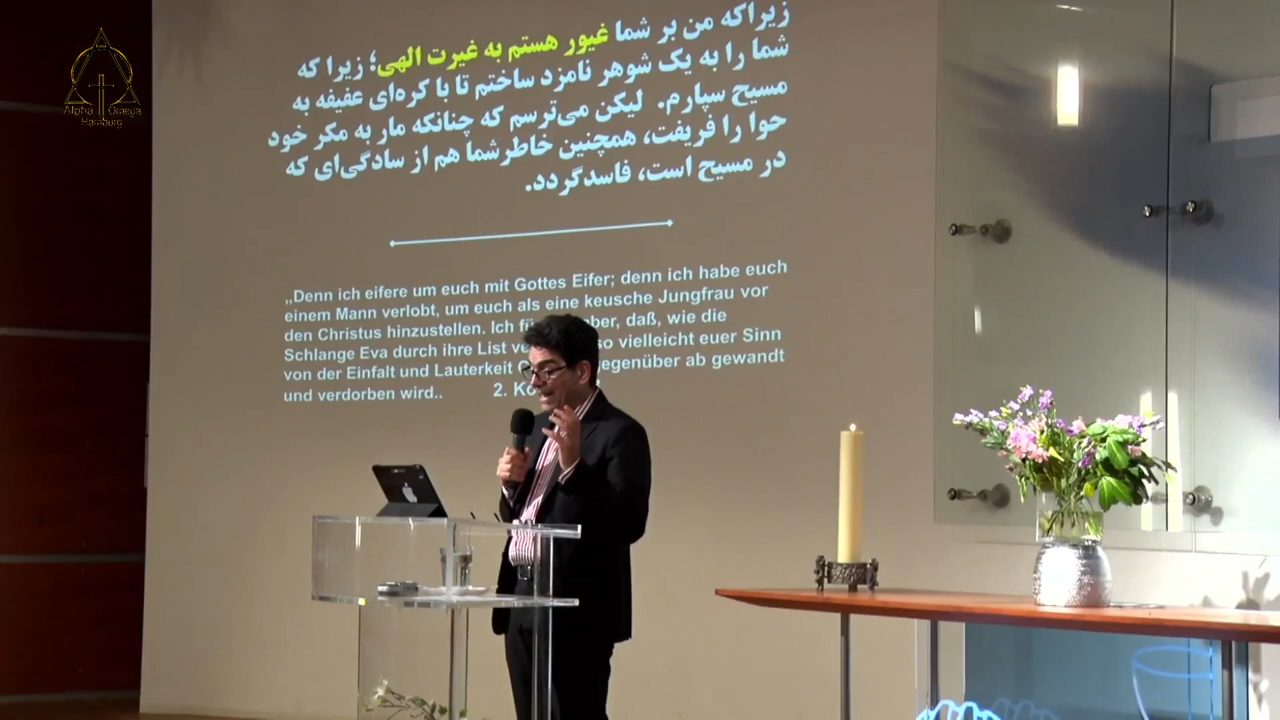 Alpha Omega
Hamburg
زیراکه من بر شما غیور هستم به غیرت الهی؛ زیرا که
شما را به یک شوهر نامزد ساختم تا با کره‌ای عفیفه به
مسیح سپارم. لیکن می‌ترسم که چنانکه مار به مکر خود
حوا را فریفت، همچنین خاطرشما هم از سادگی‌ای که
در مسیح است، فاسدگردد.
„Denn ich eifere um euch mit Gottes Eifer; denn ich habe euch
einem Mann verlobt, um euch als eine keusche Jungfrau vor
den Christus hinzustellen. Ich aber, daß, wie die
Schlange Eva durch ihre List so vielleicht euer Sinn
von der Einfalt und Lauterkeit gegenüber ab gewandt
und verdorben wird.. 2.